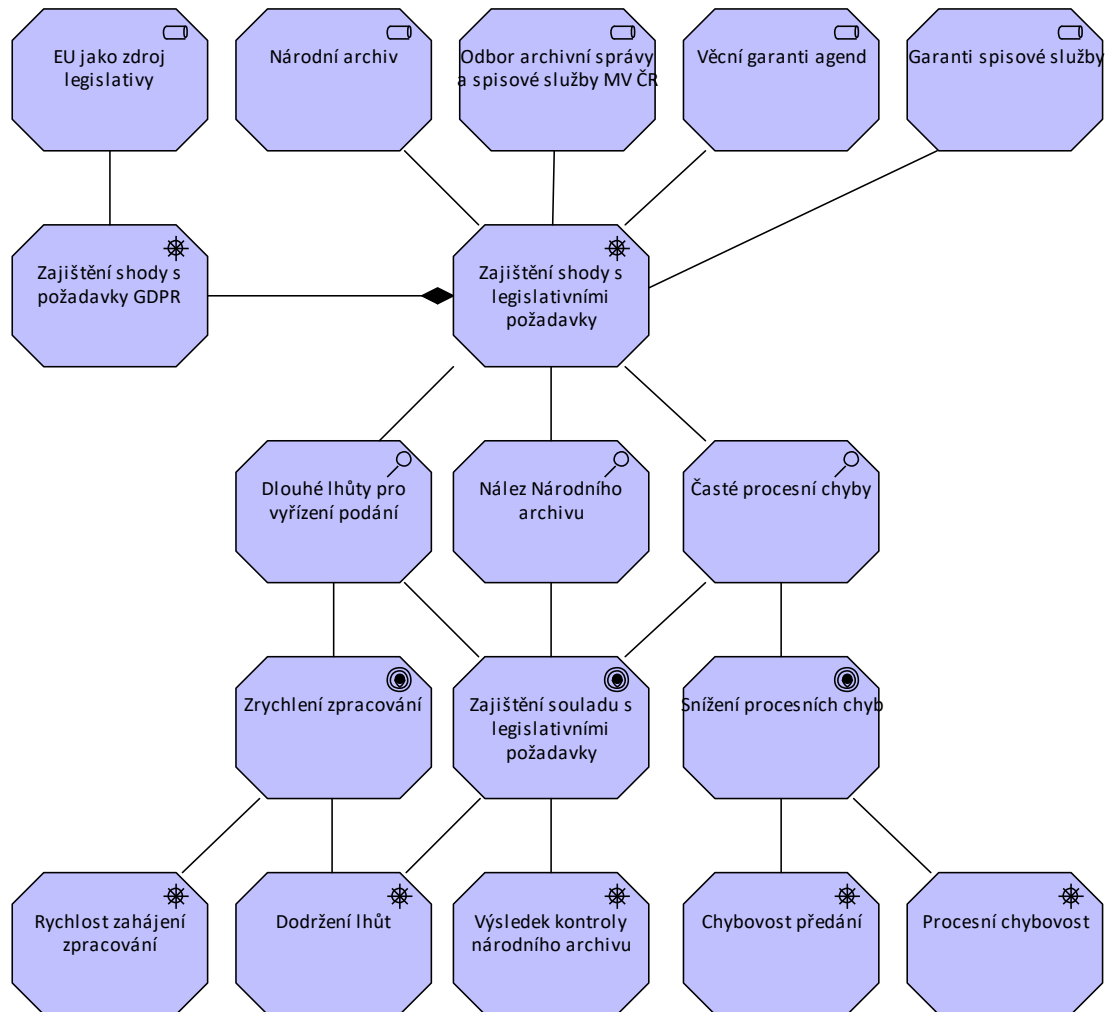 EU jako zdroj
legislativy
Národní archiv
Odbor archivní správy
a spisové služby MV ČR
Věcní garanti agend
Garanti spisové služby
Zajištění shody s
požadavky GDPR
Zajištění shody s
legislativními
požadavky
Dlouhé lhůty pro
vyřízení podání
Nález Národního
archivu
Časté procesní chyby
Zrychlení zpracování
Zajištění souladu s
legislativními
požadavky
Snížení procesních chyb
Rychlost zahájení
zpracování
Dodržení lhůt
Výsledek kontroly
národního archivu
Chybovost předání
Procesní chybovost